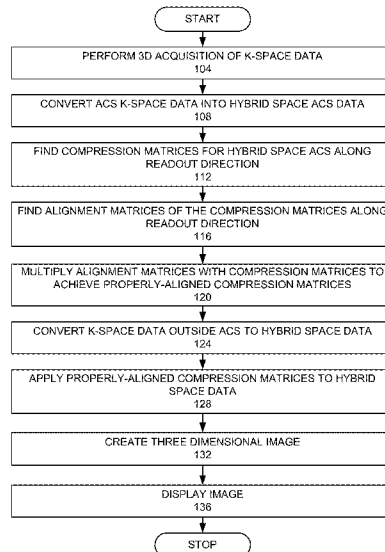 START
PERFORM 3D ACQUISITION OF K-SPACE DATA
104
CONVERT ACS K-SPACE DATA INTO HYBRID SPACE ACS DATA
108
FIND COMPRESSION MATRICES FOR HYBRID SPACE ACS ALONG
READOUT DIRECTION
112
FIND ALIGNMENT MATRICES OF THE COMPRESSION MATRICES ALONG
READOUT DIRECTION
116
MULTIPLY ALIGNMENT MATRICES WITH COMPRESSION MATRICES TO
ACHIEVE PROPERLY-ALIGNED COMPRESSION MATRICES
120
CONVERT K-SPACE DATA OUTSIDE ACS TO HYBRID SPACE DATA
124
APPLY PROPERLY-ALIGNED COMPRESSION MATRICES TO HYBRID
SPACE DATA
128
CREATE THREE DIMENSIONAL IMAGE
132
DISPLAY IMAGE
136
STOP